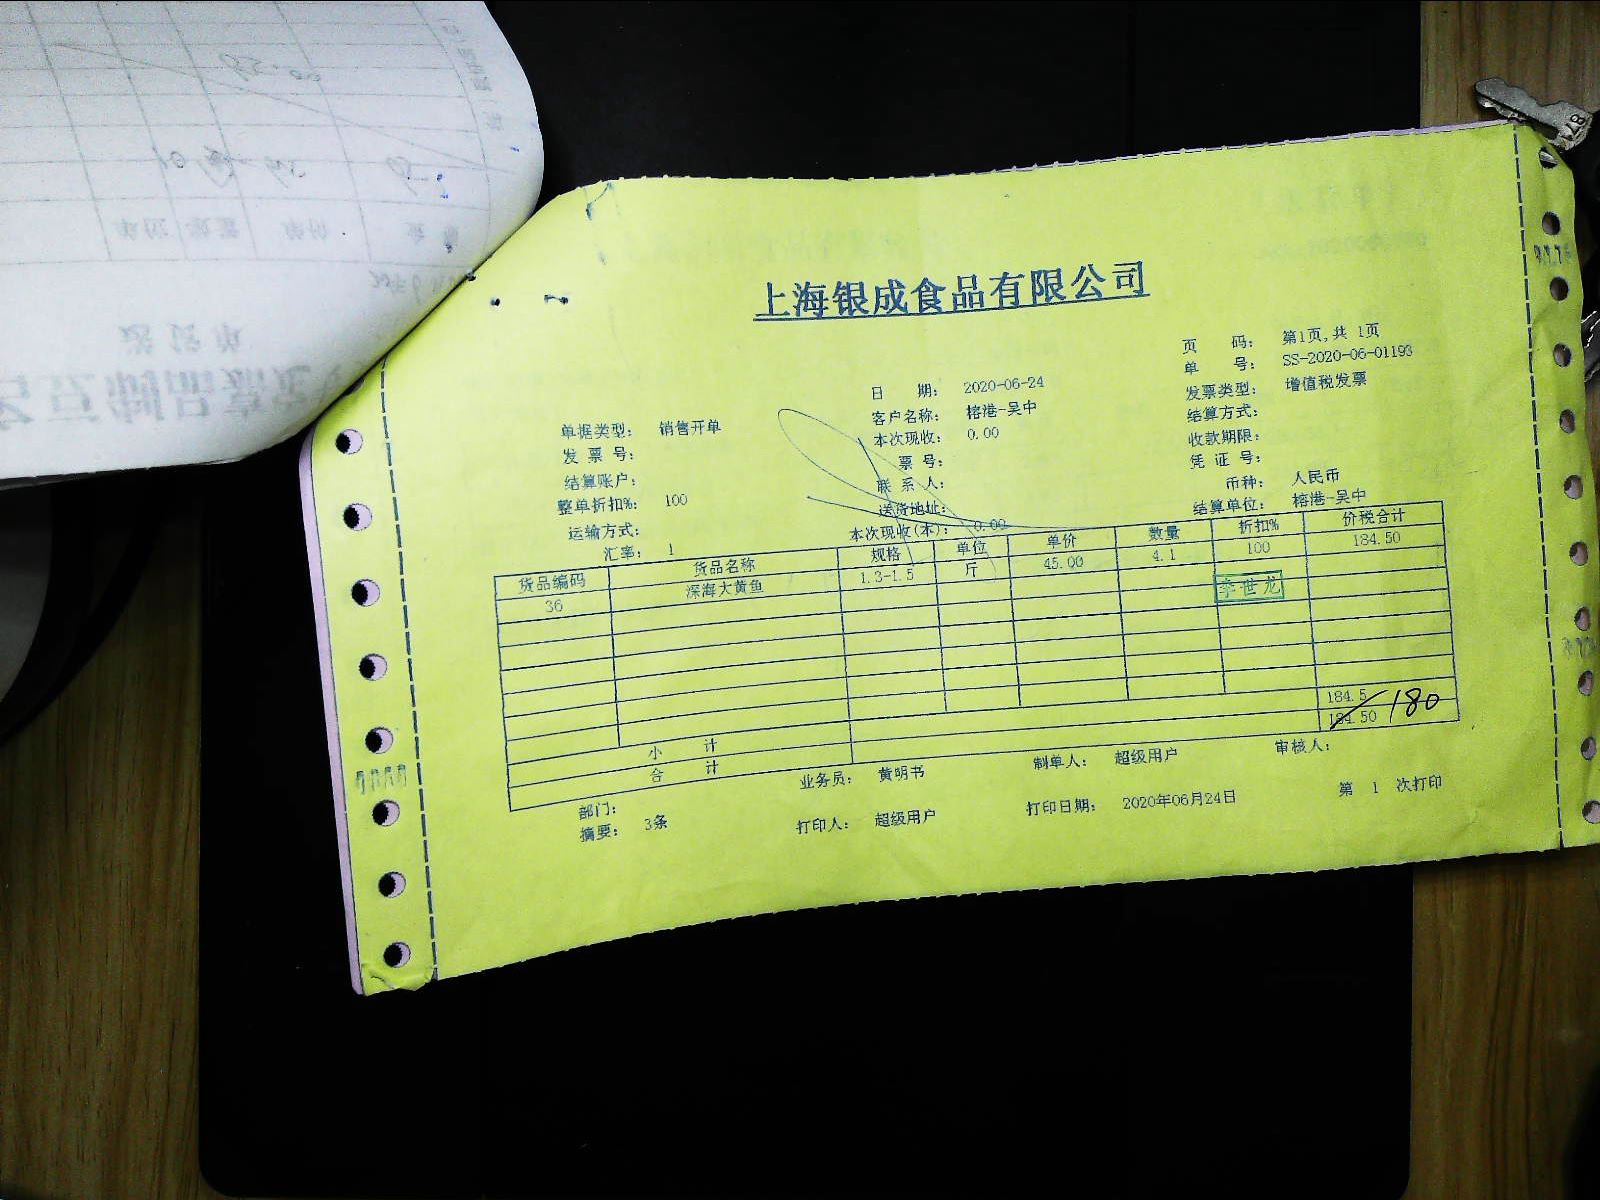 上海银成食品有限公司
页 码： 第1页,共 1页
单 号： SS-2020-06-01193
日 期： 2020-06-24
发票类型： 增值税发票
单据类型： 销售开单
客户名称： 榕港-吴中
结算方式：
发 票 号：
本次现收： 0.00
收款期限：
结算账户：
票 号：
凭 证 号：
整单折扣%： 100
联 系 人：
币种： 人民币
运输方式：
送货地址：
结算单位： 榕港-吴中
汇率： 1
本次现收(本)： 0.00
货品编码 货品名称 规格 单位 单价 数量 折扣% 价税合计
36 深海大黄鱼 1.3-1.5 斤 45.00 4.1 100 184.50
李世龙
小 计 184.5
合 计 184.50 180
部门： 业务员： 黄明书 制单人： 超级用户 审核人：
摘要： 3条 打印人： 超级用户 打印日期： 2020年06月24日 第 1 次打印